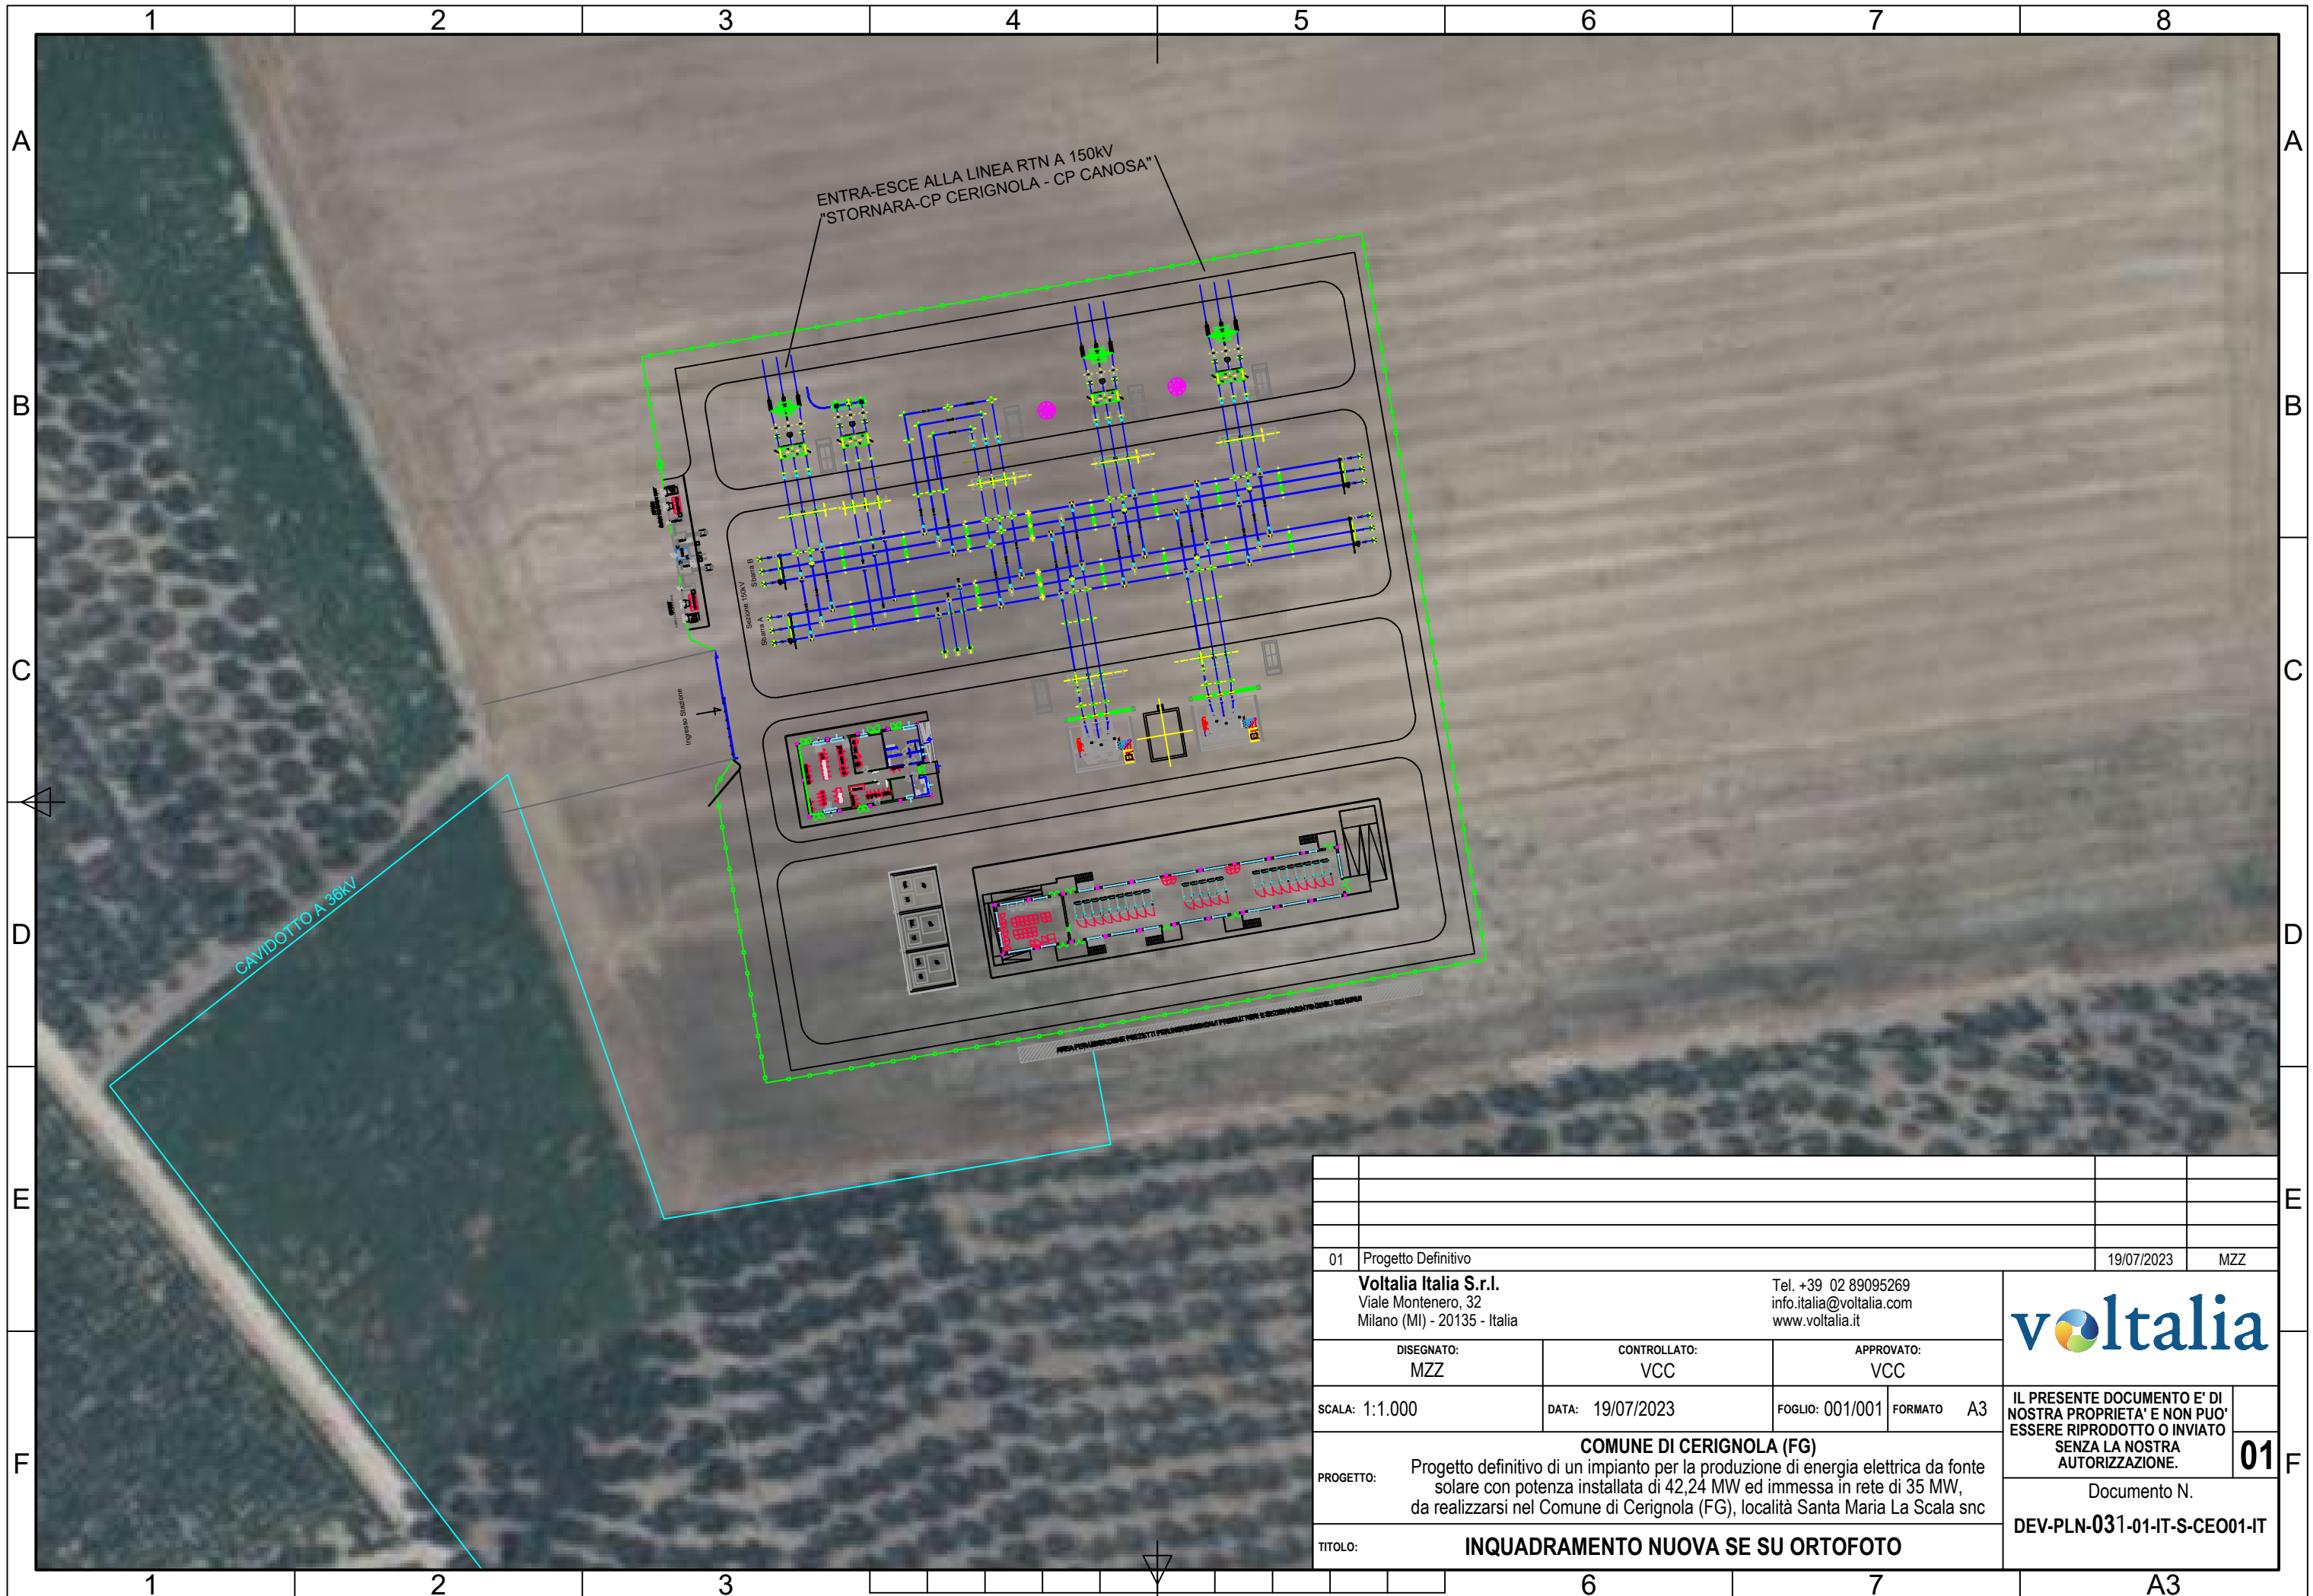 1 2 3 4 5 6 7 8
A A
ENTRA-ESCE ALLA LINEA RTN A 150kV
"STORNARA-CP CERIGNOLA - CP CANOSA"
B B
Sbarra B
Sezione 150kV
Sbarra A
C C
Ingresso Stazione
CAVIDOTTO A 36kV
D D
E E
01 Progetto Definitivo 19/07/2023 MZZ
Voltalia Italia S.r.l.
Viale Montenero, 32
Milano (MI) - 20135 - Italia
Tel. +39 02 89095269
info.italia@voltalia.com
www.voltalia.it
voltalia
DISEGNATO:
MZZ
CONTROLLATO:
VCC
APPROVATO:
VCC
SCALA: 1:1.000 DATA: 19/07/2023 FOGLIO: 001/001 FORMATO A3
IL PRESENTE DOCUMENTO E' DI
NOSTRA PROPRIETA' E NON PUO'
ESSERE RIPRODOTTO O INVIATO
SENZA LA NOSTRA
AUTORIZZAZIONE.
01
F F
COMUNE DI CERIGNOLA (FG)
PROGETTO: Progetto definitivo di un impianto per la produzione di energia elettrica da fonte
solare con potenza installata di 42,24 MW ed immessa in rete di 35 MW,
da realizzarsi nel Comune di Cerignola (FG), località Santa Maria La Scala snc
Documento N.
DEV-PLN-031-01-IT-S-CEO01-IT
TITOLO: INQUADRAMENTO NUOVA SE SU ORTOFOTO
1 2 3 6 7 A3